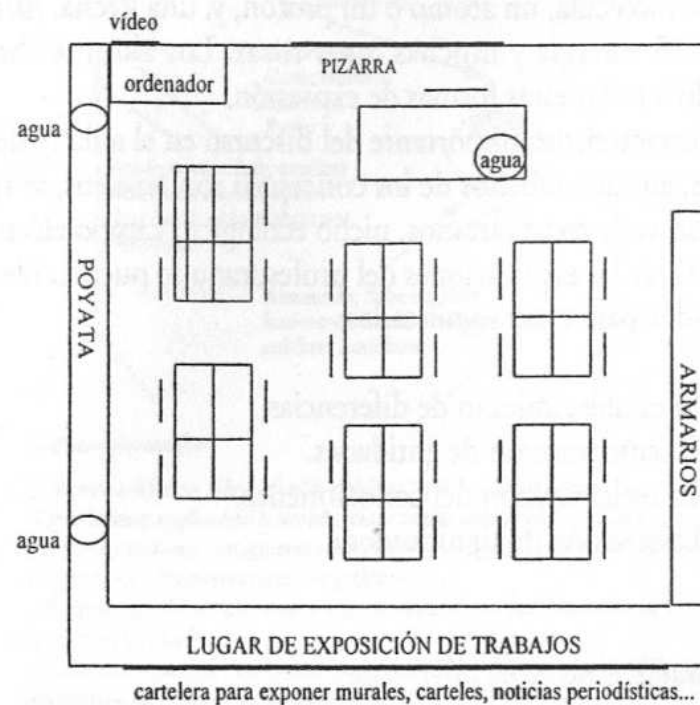 vídeo
ordenador
PIZARRA
agua
agua
POYATA
ARMARIOS
agua
LUGAR DE EXPOSICIÓN DE TRABAJOS
cartelera para exponer murales, carteles, noticias periodísticas...